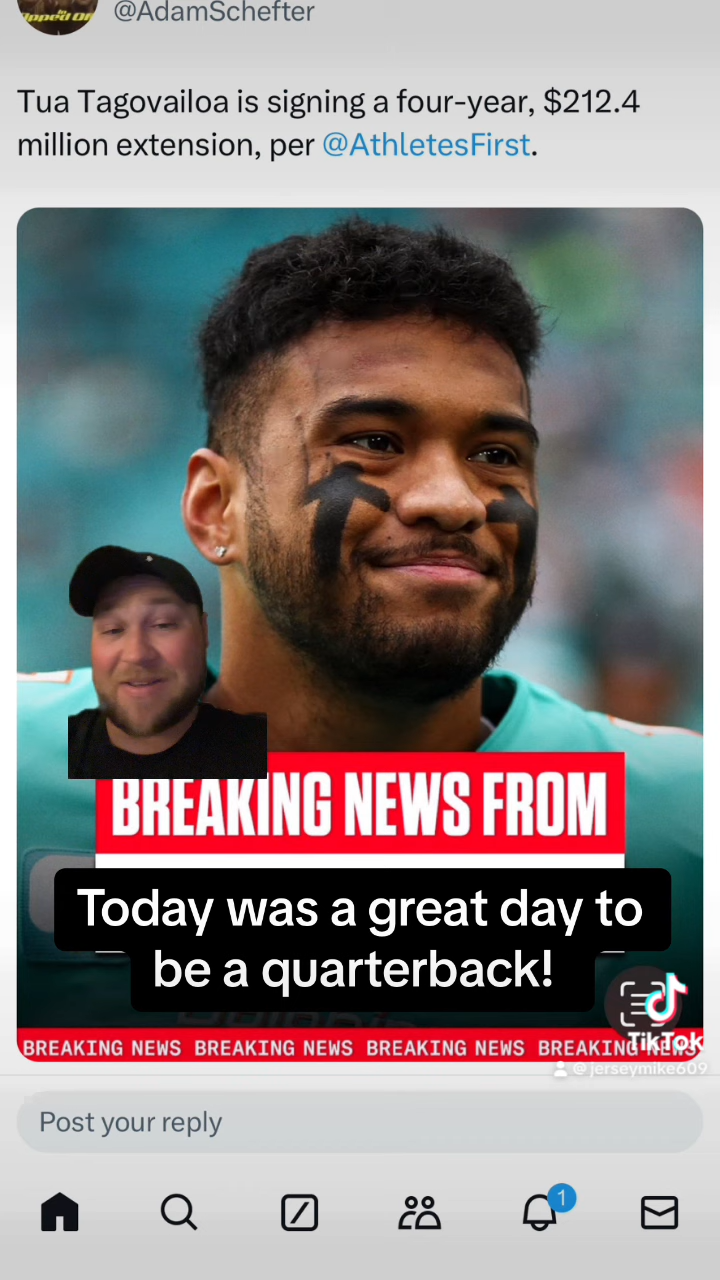 @AdamSchefter
Tua Tagovailoa is signing a four-year, $212.4
million extension, per @AthletesFirst.
BREAKING NEWS FROM
Today was a great day to
be a quarterback!
TikTok
BREAKING NEWS BREAKING NEWS BREAKING NEWS BREAKING NEWS
@jerseymike609
Post your reply
1